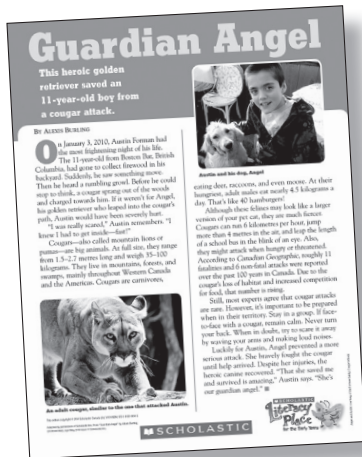 Guardian Angel
This heroic golden
retriever saved an
11-year-old boy from
a cougar attack.
BY ALEXIS BURLING
On January 3, 2010, Austin Forman had
the most frightening night of his life.
The 11-year-old from Boston Bar, British
Columbia, had gone to collect firewood in his
backyard. Suddenly, he saw something move.
Then he heard a rumbling growl. Before he could
stop to think, a cougar sprang out of the woods
and charged towards him. If it weren't for Angel,
his golden retriever who leaped into the cougar's
path, Austin would have been severely hurt.
"I was really scared," Austin remembers. "I
knew I had to get inside—fast!"
Cougars—also called mountain lions or
pumas—are big animals. At full size, they range
from 1.5–2.7 metres long and weigh 35–100
kilograms. They live in mountains, forests, and
swamps, mainly throughout Western Canada
and the Americas. Cougars are carnivores,
An adult cougar, similar to the one that attacked Austin.
Austin and his dog, Angel
eating deer, raccoons, and even moose. At their
hungriest, adult males eat nearly 4.5 kilograms a
day. That's like 40 hamburgers!
Although these felines may look like a larger
version of your pet cat, they are much fiercer.
Cougars can run 6 kilometres per hour, jump
more than 4 metres in the air, and leap the length
of a school bus in the blink of an eye. Also,
they might attack when hungry or threatened.
According to Canadian Geographic, roughly 11
fatalities and 6 non-fatal attacks were reported
over the past 100 years in Canada. Due to the
cougar's loss of habitat and increased competition
for food, that number is rising.
Still, most experts agree that cougar attacks
are rare. However, it's important to be prepared
when in their territory. Stay in a group. If face-
to-face with a cougar, remain calm. Never turn
your back. When in doubt, try to scare it away
by waving your arms and making loud noises.
Luckily for Austin, Angel prevented a more
serious attack. She bravely fought the cougar
until help arrived. Despite her injuries, the
heroic canine recovered. "That she saved me
and survived is amazing," Austin says. "She's
our guardian angel."
SCHOLASTIC
SCHOLASTIC
Literacy
Place
for the Early Years